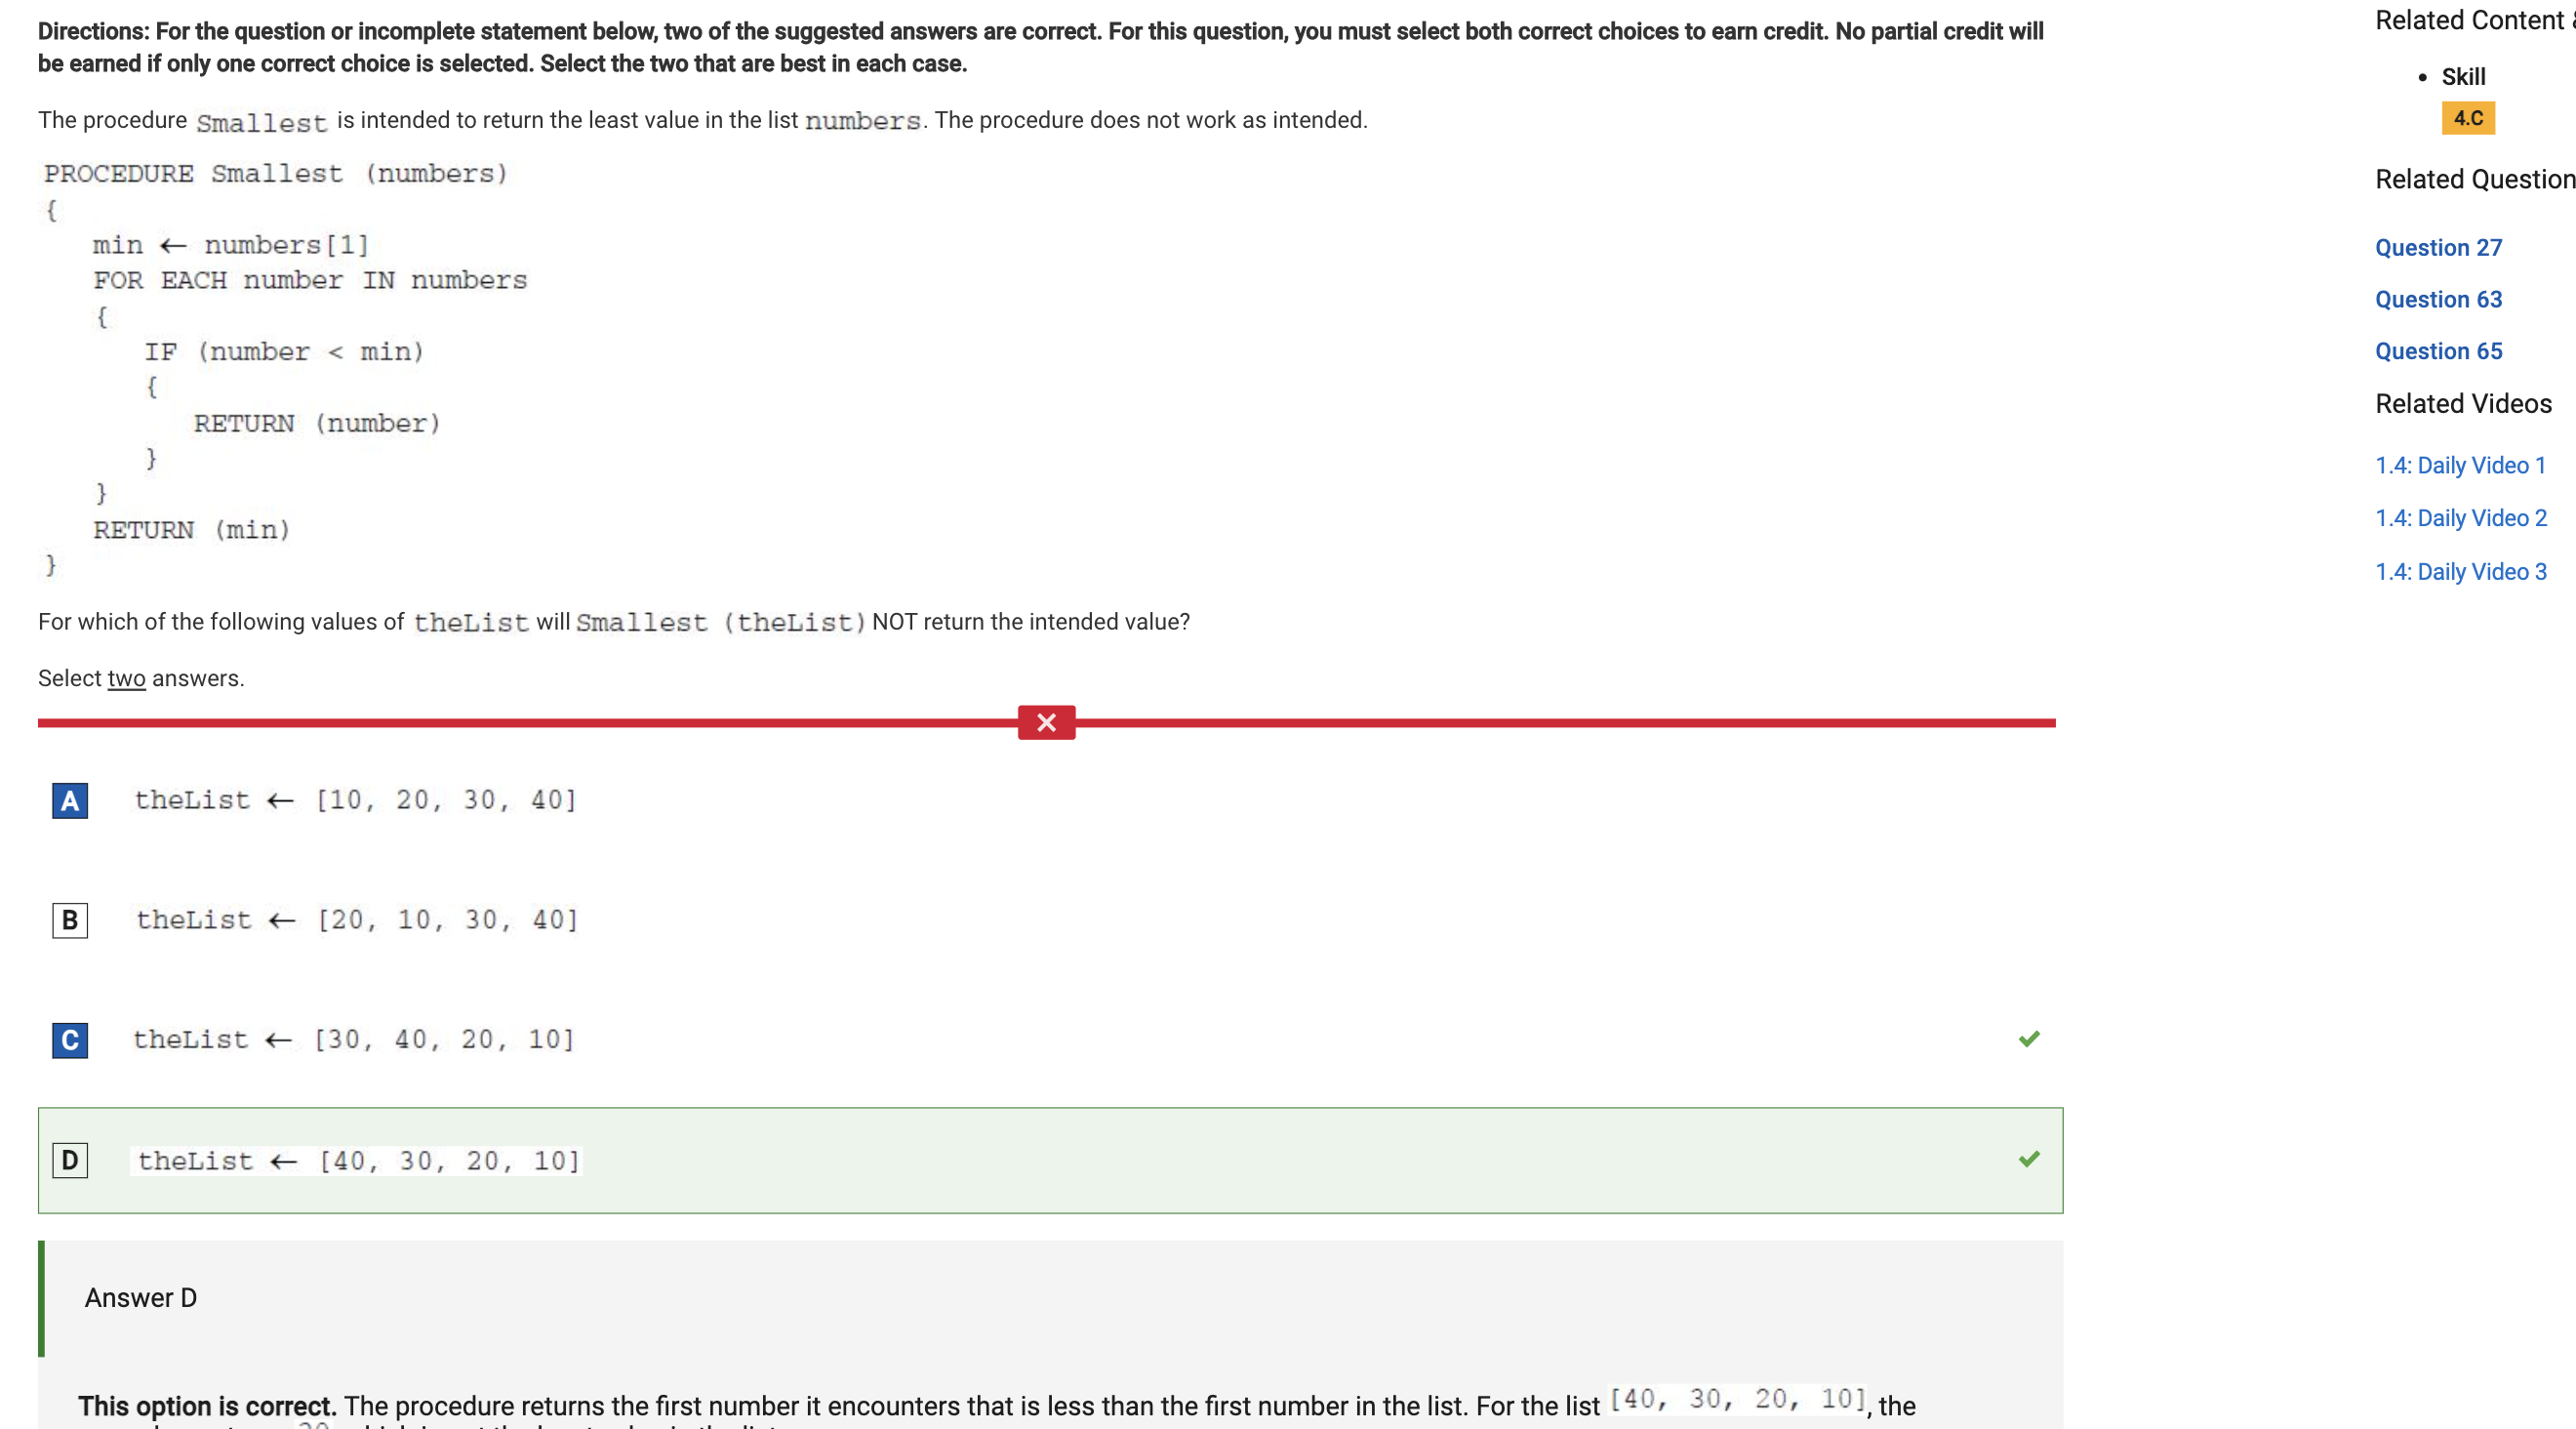 Directions: For the question or incomplete statement below, two of the suggested answers are correct. For this question, you must select both correct choices to earn credit. No partial credit will
be earned if only one correct choice is selected. Select the two that are best in each case.
The procedure Smallest is intended to return the least value in the list numbers. The procedure does not work as intended.
PROCEDURE Smallest (numbers)
{
min ← numbers[1]
FOR EACH number IN numbers
{
IF (number < min)
{
RETURN (number)
}
}
RETURN (min)
}
For which of the following values of theList will Smallest (theList) NOT return the intended value?
Select two answers.
A theList ← [10, 20, 30, 40]
B theList ← [20, 10, 30, 40]
C theList ← [30, 40, 20, 10]
D theList ← [40, 30, 20, 10]
Answer D
This option is correct. The procedure returns the first number it encounters that is less than the first number in the list. For the list [40, 30, 20, 10], the
Related Content
• Skill
4.C
Related Question
Question 27
Question 63
Question 65
Related Videos
1.4: Daily Video 1
1.4: Daily Video 2
1.4: Daily Video 3